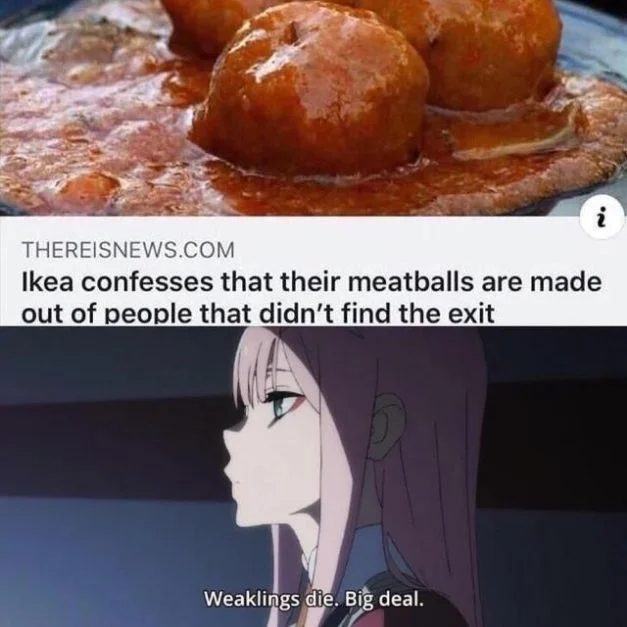 i
THEREISNEWS.COM
Ikea confesses that their meatballs are made
out of people that didn't find the exit
Weaklings die. Big deal.